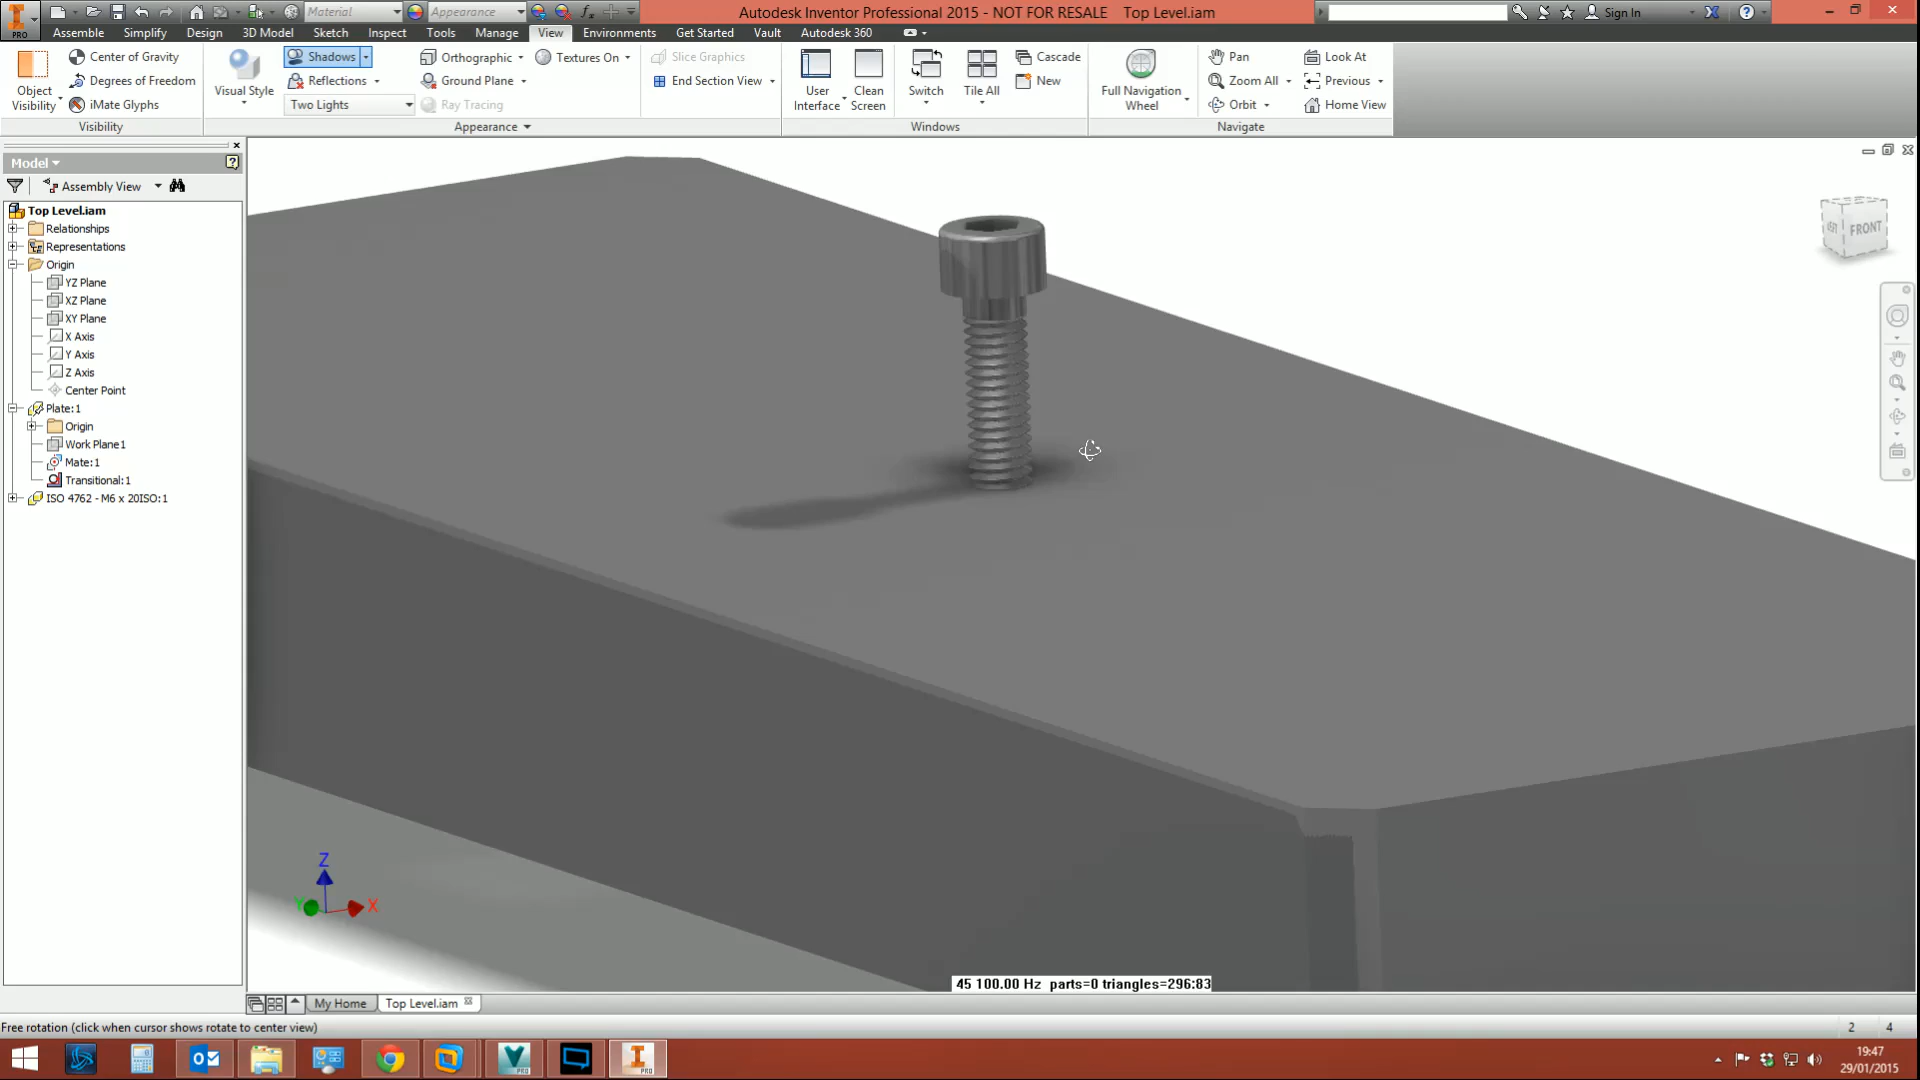 Material
Appearance
Autodesk Inventor Professional 2015 - NOT FOR RESALE Top Level.iam
Sign In
PRO
Assemble
Simplify
Design
3D Model
Sketch
Inspect
Tools
Manage
View
Environments
Get Started
Vault
Autodesk 360
Object Visibility
Center of Gravity
Degrees of Freedom
iMate Glyphs
Visibility
Visual Style
Shadows
Reflections
Two Lights
Orthographic
Ground Plane
Ray Tracing
Textures On
Slice Graphics
End Section View
Appearance
User Interface
Clean Screen
Switch
Tile All
Cascade
New
Windows
Full Navigation Wheel
Pan
Zoom All
Orbit
Look At
Previous
Home View
Navigate
Model
Assembly View
Top Level.iam
Relationships
Representations
Origin
YZ Plane
XZ Plane
XY Plane
X Axis
Y Axis
Z Axis
Center Point
Plate:1
Origin
Work Plane1
Mate:1
Transitional:1
ISO 4762 - M6 x 20ISO:1
FRONT
Z
Y
X
45 100.00 Hz parts=0 triangles=296:83
My Home
Top Level.iam
Free rotation (click when cursor shows rotate to center view)
2
4
PRO
PRO
19:47
29/01/2015